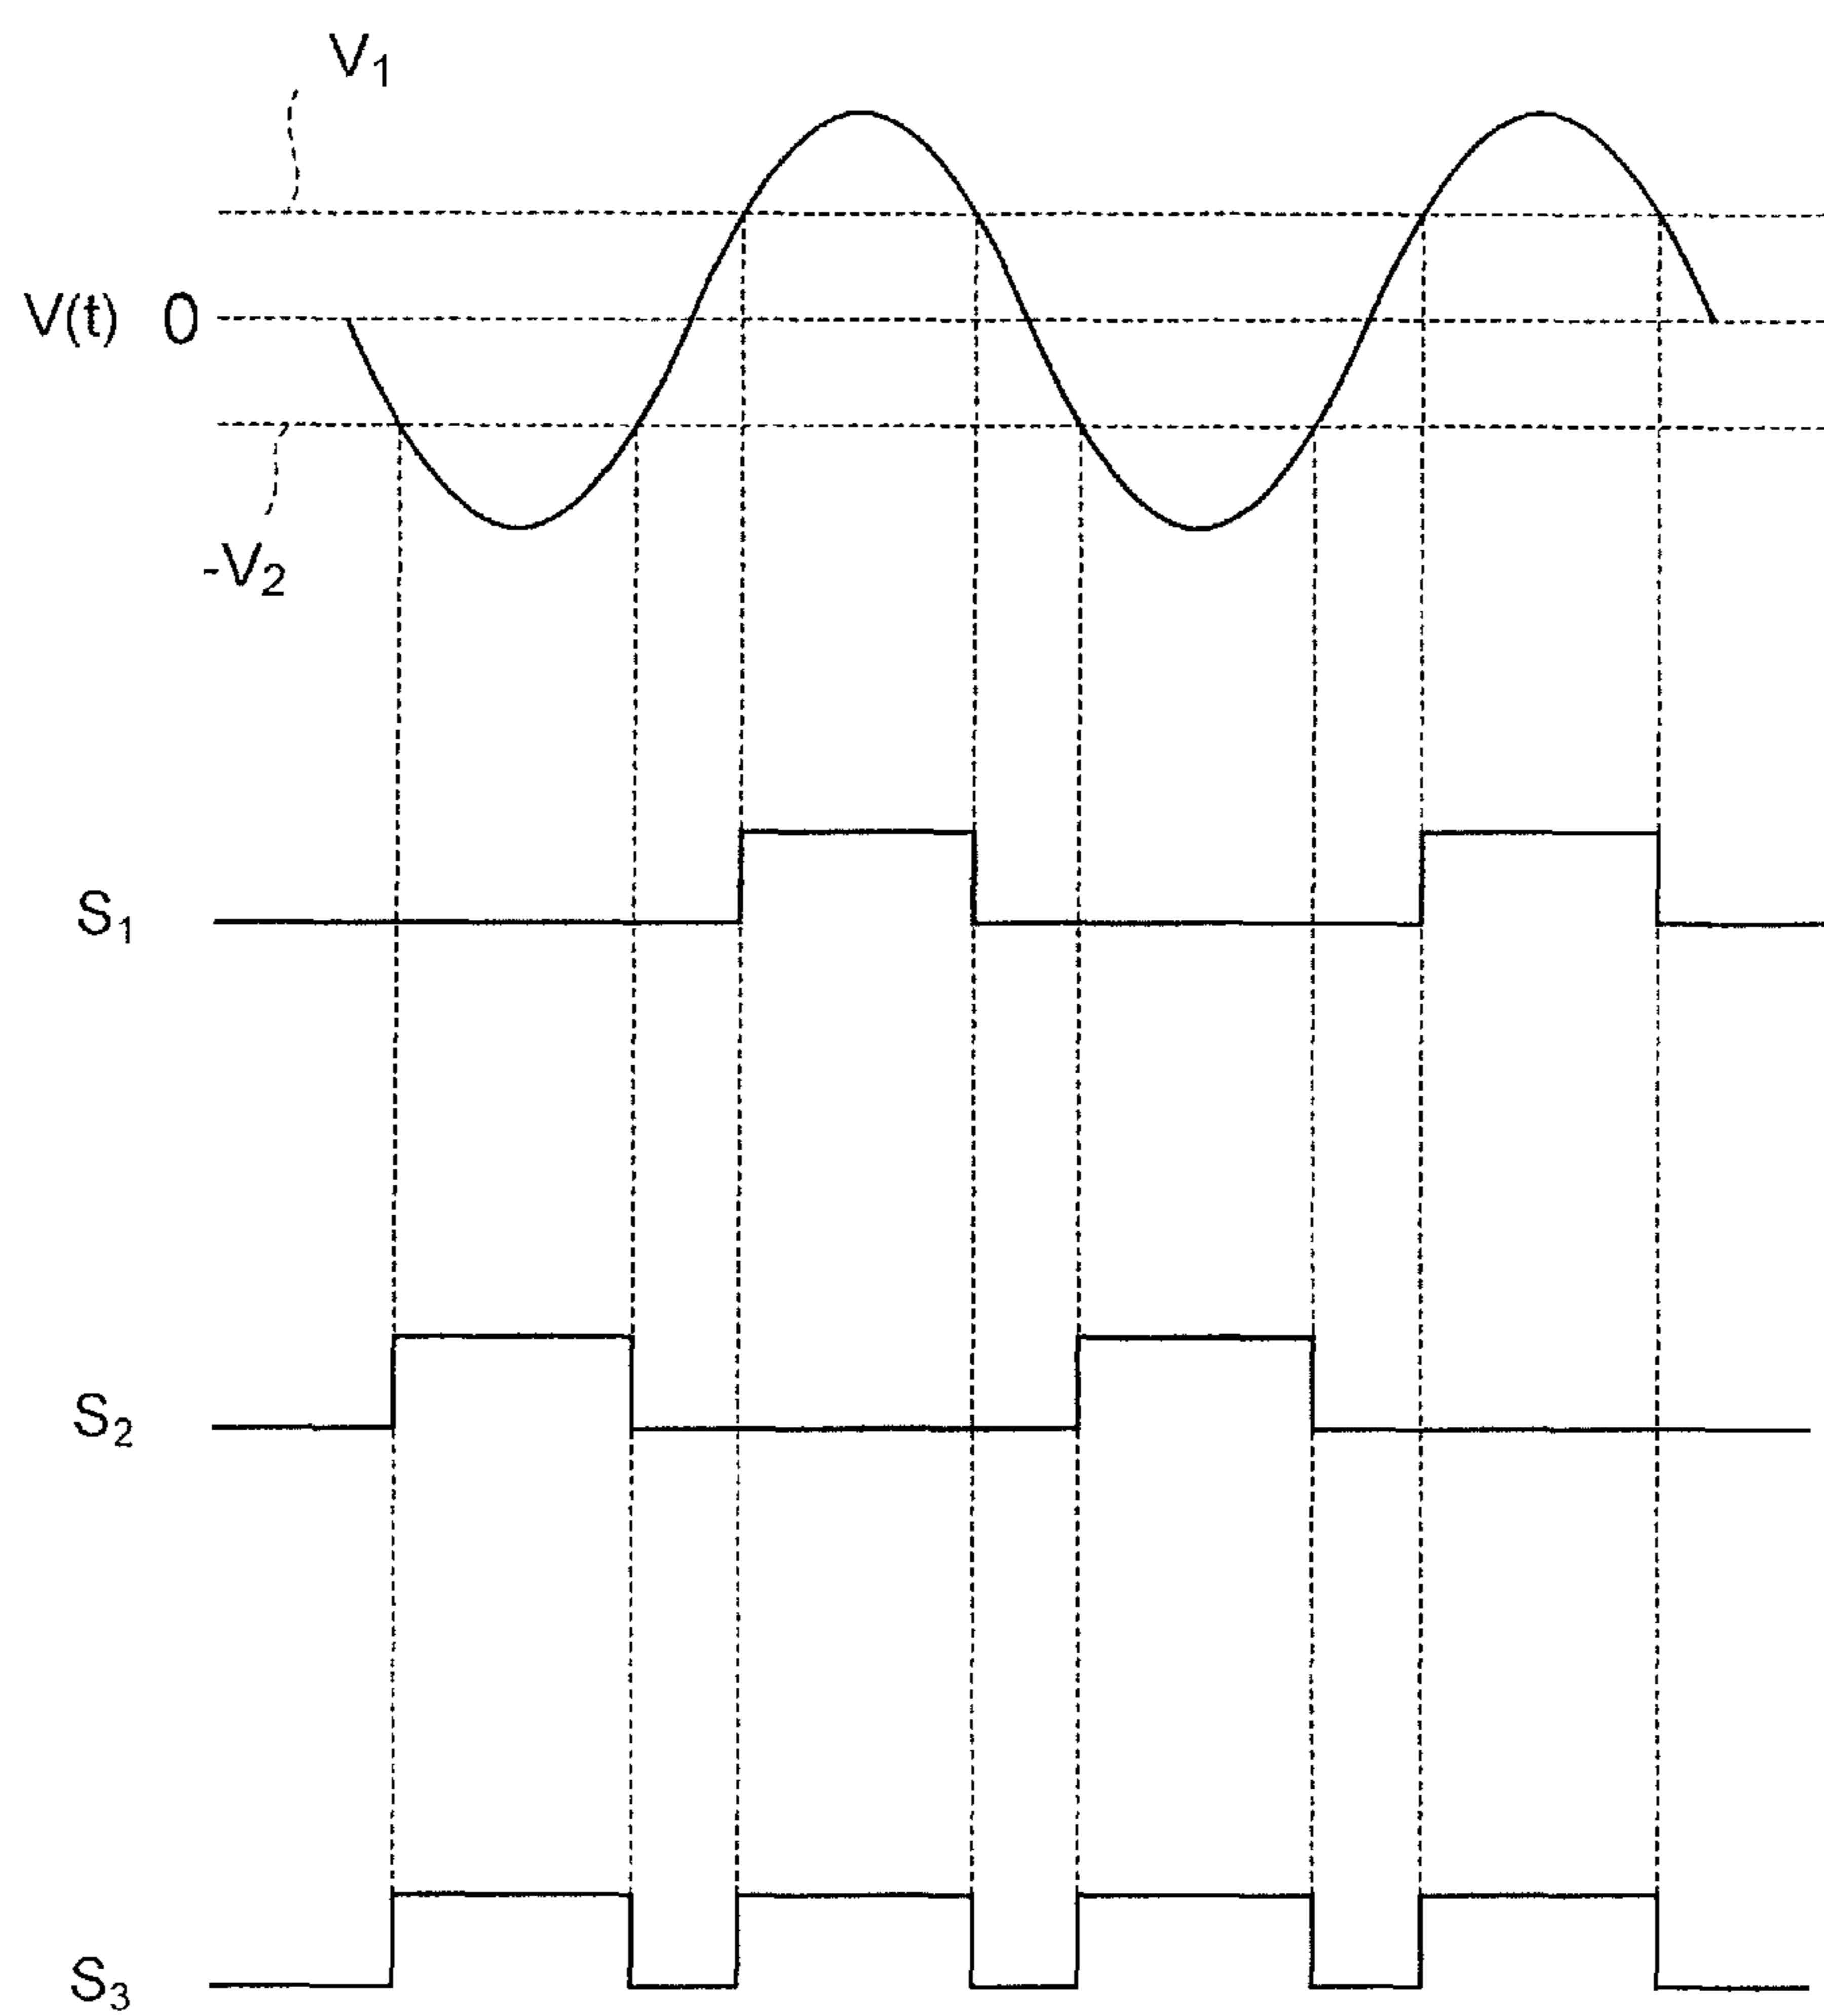 V₁
V(t) 0
-V₂
S₁
S₂
S₃